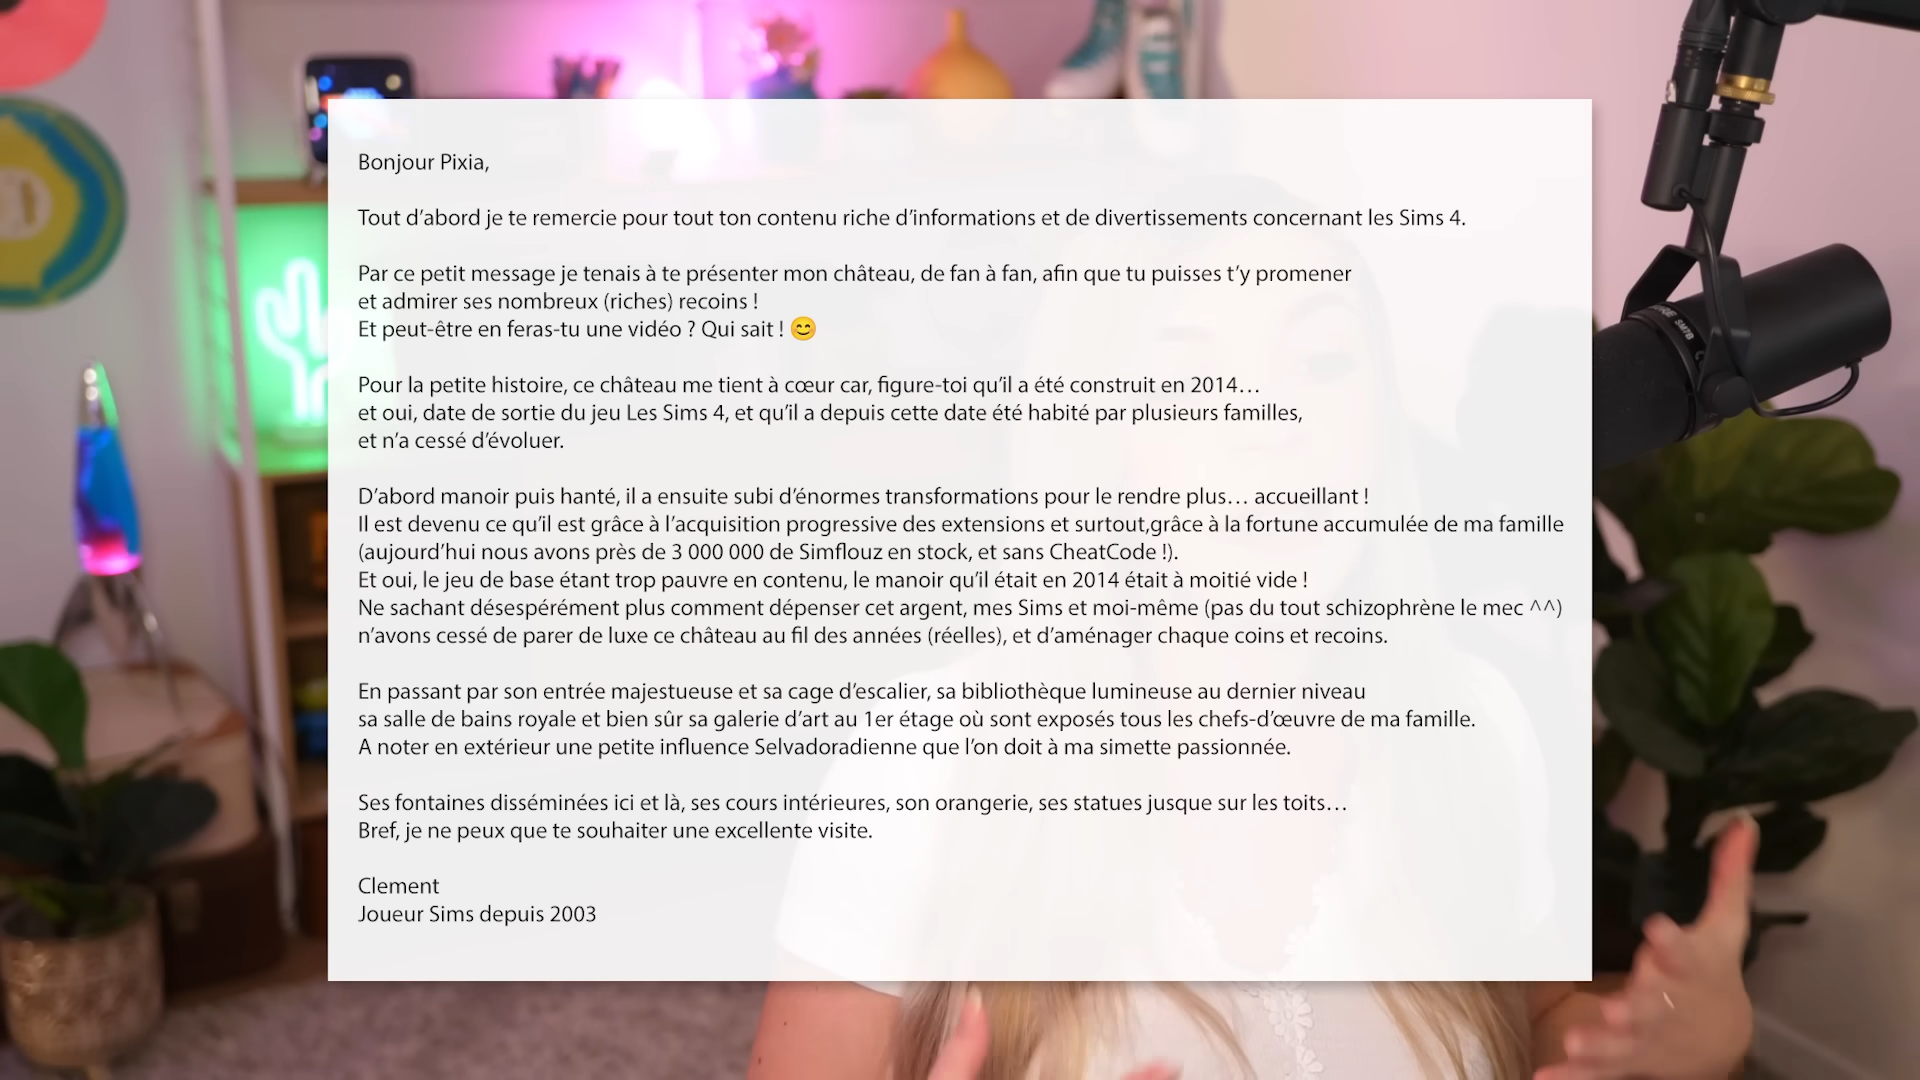 Bonjour Pixia,
Tout d’abord je te remercie pour tout ton contenu riche d’informations et de divertissements concernant les Sims 4.
Par ce petit message je tenais à te présenter mon château, de fan à fan, afin que tu puisses t’y promener
et admirer ses nombreux (riches) recoins !
Et peut-être en feras-tu une vidéo ? Qui sait ! 😊
Pour la petite histoire, ce château me tient à cœur car, figure-toi qu’il a été construit en 2014…
et oui, date de sortie du jeu Les Sims 4, et qu’il a depuis cette date été habité par plusieurs familles,
et n’a cessé d’évoluer.
D’abord manoir puis hanté, il a ensuite subi d’énormes transformations pour le rendre plus… accueillant !
Il est devenu ce qu’il est grâce à l’acquisition progressive des extensions et surtout,grâce à la fortune accumulée de ma famille
(aujourd’hui nous avons près de 3 000 000 de Simflouz en stock, et sans CheatCode !).
Et oui, le jeu de base étant trop pauvre en contenu, le manoir qu’il était en 2014 était à moitié vide !
Ne sachant désespérément plus comment dépenser cet argent, mes Sims et moi-même (pas du tout schizophrène le mec ^^)
n’avons cessé de parer de luxe ce château au fil des années (réelles), et d’aménager chaque coins et recoins.
En passant par son entrée majestueuse et sa cage d’escalier, sa bibliothèque lumineuse au dernier niveau
sa salle de bains royale et bien sûr sa galerie d’art au 1er étage où sont exposés tous les chefs-d’œuvre de ma famille.
A noter en extérieur une petite influence Selvadoradienne que l’on doit à ma simette passionnée.
Ses fontaines disséminées ici et là, ses cours intérieures, son orangerie, ses statues jusque sur les toits…
Bref, je ne peux que te souhaiter une excellente visite.
Clement
Joueur Sims depuis 2003
SM7B